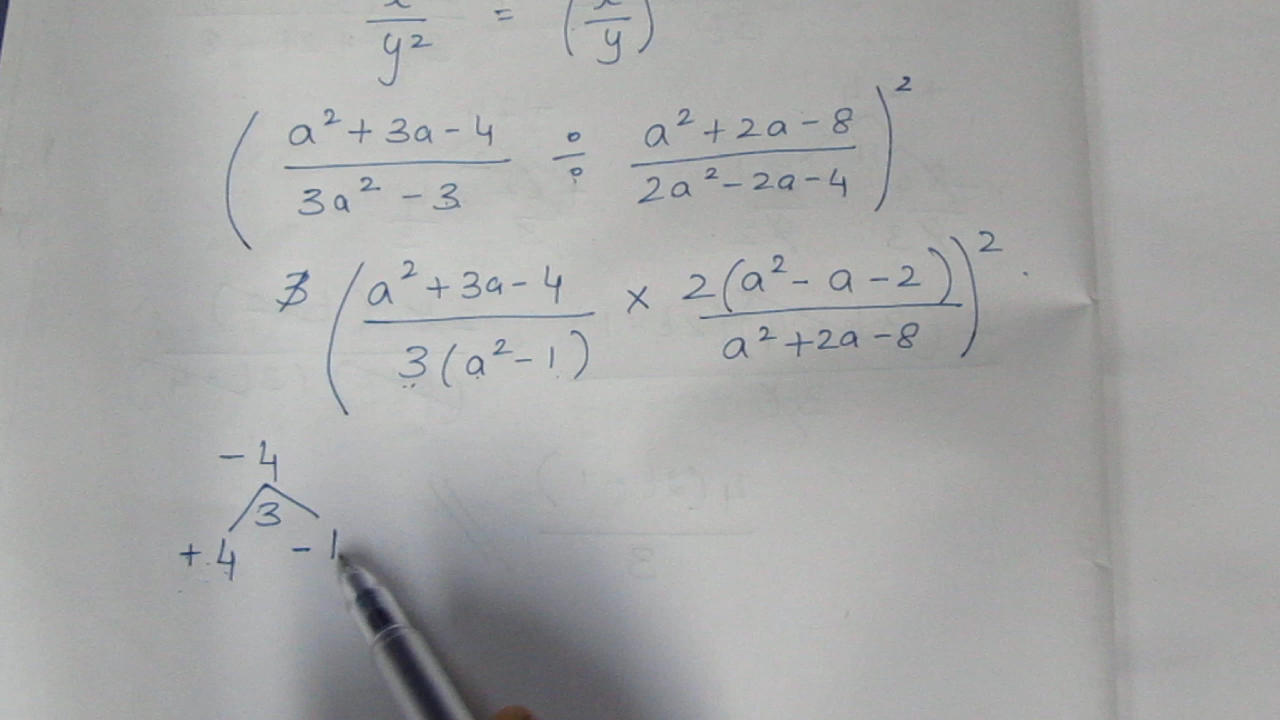 x/y² = (x/y)
((a² + 3a - 4)/(3a² - 3) ÷ (a² + 2a - 8)/(2a² - 2a - 4))²
((a² + 3a - 4)/(3(a² - 1)) × (2(a² - a - 2))/(a² + 2a - 8))² .
- 4
3
+ 4 - 1